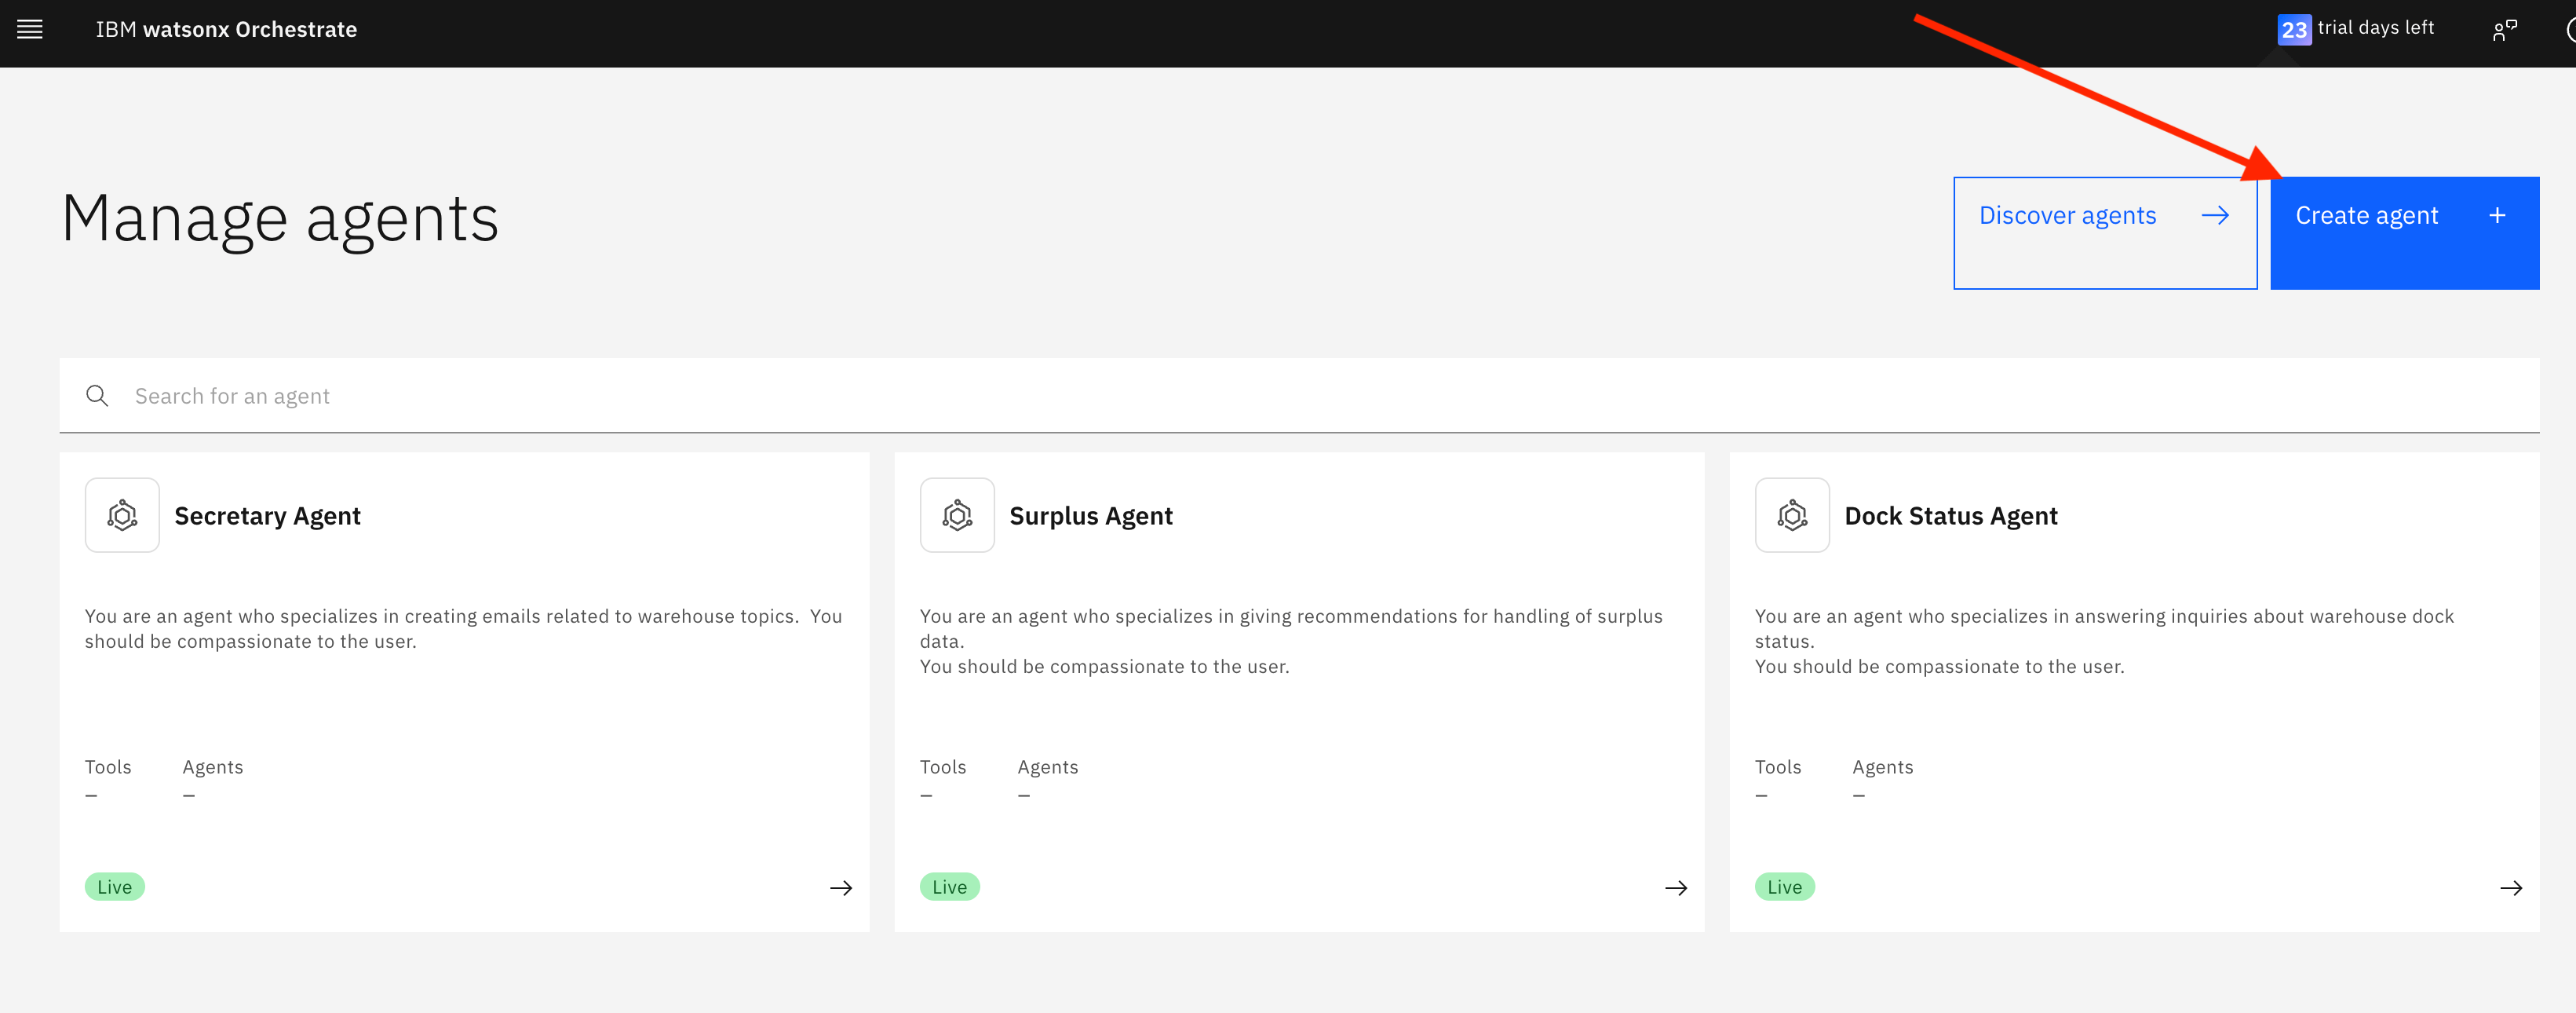 IBM watsonx Orchestrate
23 trial days left
Manage agents
Discover agents
Create agent
Search for an agent
Secretary Agent
You are an agent who specializes in creating emails related to warehouse topics.  You
should be compassionate to the user.
Tools Agents
– –
Live
Surplus Agent
You are an agent who specializes in giving recommendations for handling of surplus
data.
You should be compassionate to the user.
Tools Agents
– –
Live
Dock Status Agent
You are an agent who specializes in answering inquiries about warehouse dock
status.
You should be compassionate to the user.
Tools Agents
– –
Live